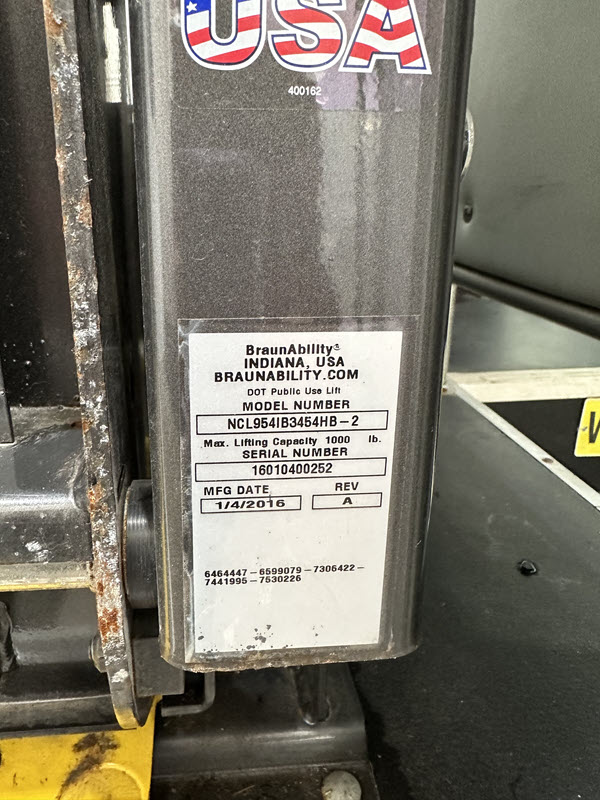 USA
400162
BraunAbility®
INDIANA, USA
BRAUNABILITY.COM
DOT Public Use Lift
MODEL NUMBER
NCL954IB3454HB-2
Max. Lifting Capacity 1000 lb.
SERIAL NUMBER
16010400252
MFG DATE REV
1/4/2016 A
6464447-6599079-7306422-
7441995-7530226